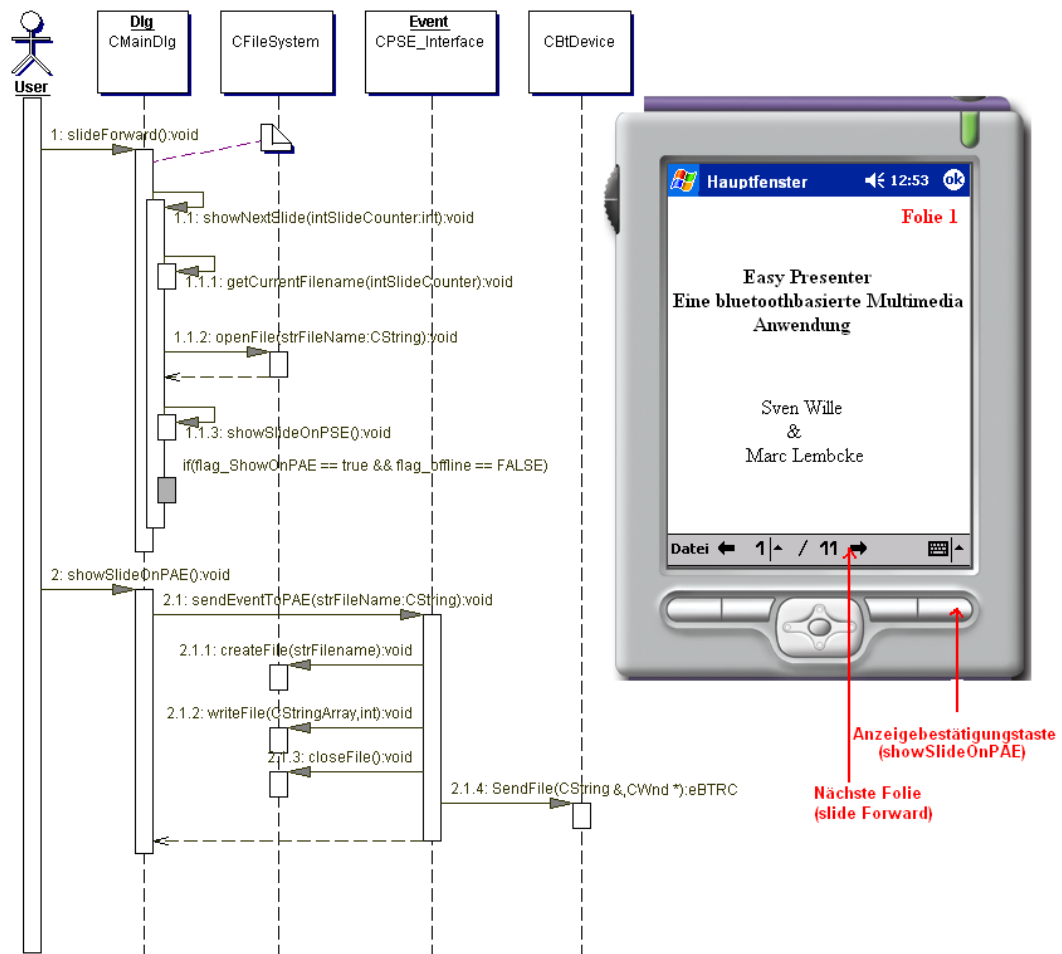 User
Dlg
CMainDlg
CFileSystem
Event
CPSE_Interface
CBtDevice
1: slideForward():void
1.1: showNextSlide(intSlideCounter:int):void
1.1.1: getCurrentFilename(intSlideCounter):void
1.1.2: openFile(strFileName:CString):void
1.1.3: showSlideOnPSE():void
if(flag_ShowOnPAE == true && flag_offline == FALSE)
2: showSlideOnPAE():void
2.1: sendEventToPAE(strFileName:CString):void
2.1.1: createFile(strFilename):void
2.1.2: writeFile(CStringArray,int):void
2.1.3: closeFile():void
2.1.4: SendFile(CString &,CWnd *):eBTRC
Hauptfenster 12:53 ok
Folie 1
Easy Presenter
Eine bluetoothbasierte Multimedia
Anwendung
Sven Wille
&
Marc Lembcke
Datei 1 / 11
Anzeigebestätigungstaste
(showSlideOnPAE)
Nächste Folie
(slide Forward)